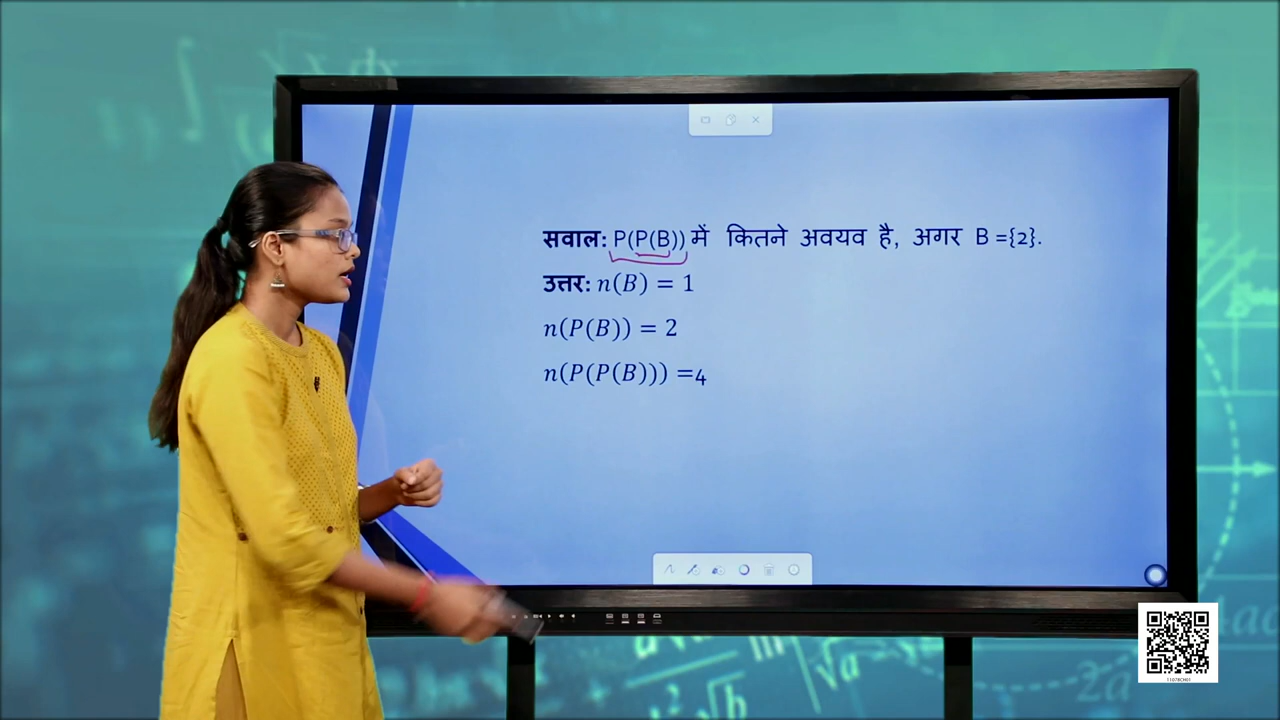 सवाल: P(P(B)) में कितने अवयव है, अगर B ={2}.
उत्तर: n(B) = 1
n(P(B)) = 2
n(P(P(B))) =4